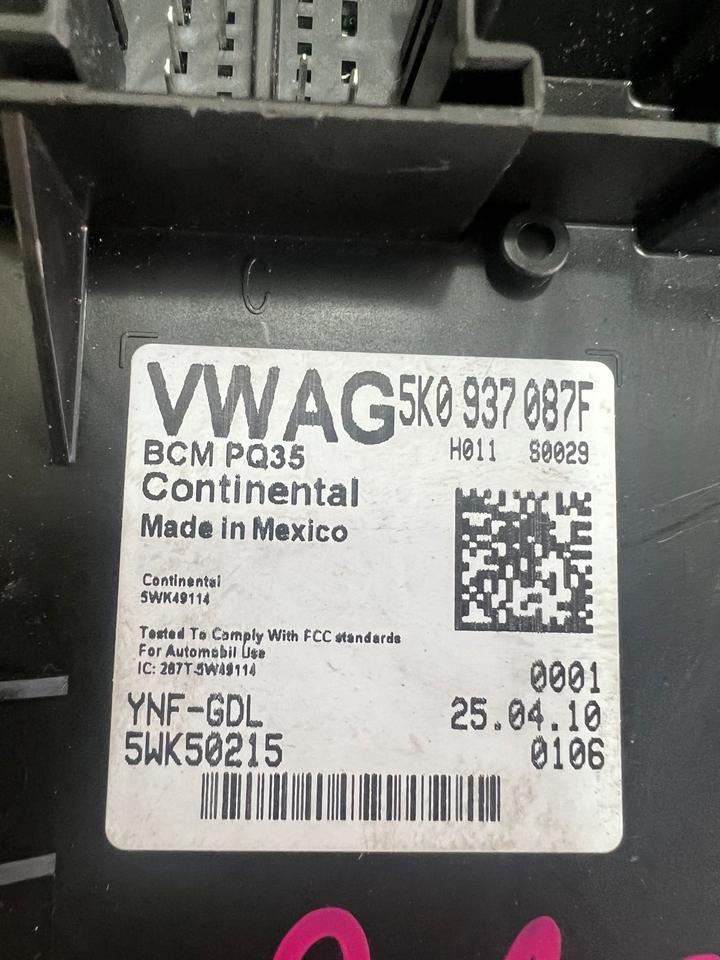 C
VWAG 5K0 937 087F
BCM PQ35 H011 S0029
Continental
Made in Mexico
Continental
5WK49114
Tested To Comply With FCC standards
For Automobil Use
IC: 267T-5W49114
0001
YNF-GDL 25.04.10
5WK50215 0106